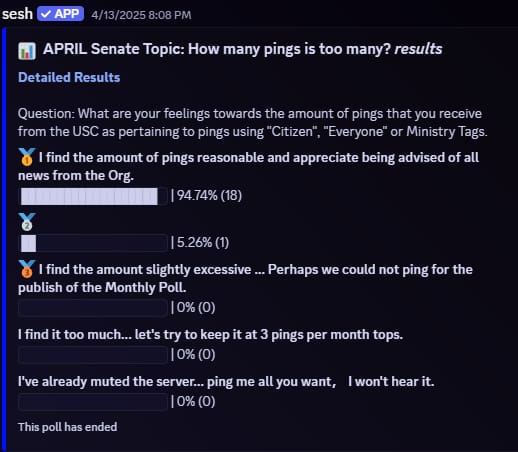 sesh ✓ APP 4/13/2025 8:08 PM
📊 APRIL Senate Topic: How many pings is too many? results
Detailed Results
Question: What are your feelings towards the amount of pings that you receive
from the USC as pertaining to pings using "Citizen", "Everyone" or Ministry Tags.
🥇 I find the amount of pings reasonable and appreciate being advised of all
news from the Org.
| 94.74% (18)
🥈
| 5.26% (1)
🥉 I find the amount slightly excessive ... Perhaps we could not ping for the
publish of the Monthly Poll.
| 0% (0)
I find it too much... let's try to keep it at 3 pings per month tops.
| 0% (0)
I've already muted the server... ping me all you want, I won't hear it.
| 0% (0)
This poll has ended